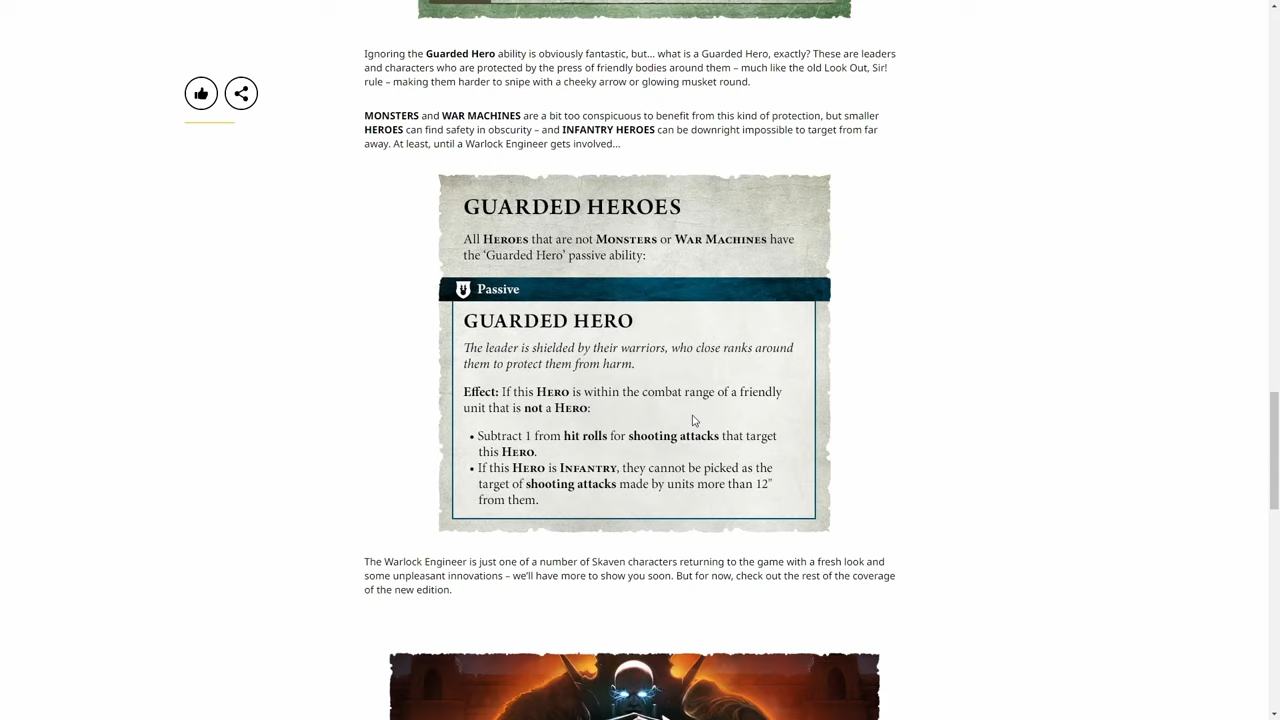 Ignoring the Guarded Hero ability is obviously fantastic, but... what is a Guarded Hero, exactly? These are leaders
and characters who are protected by the press of friendly bodies around them – much like the old Look Out, Sir!
rule – making them harder to snipe with a cheeky arrow or glowing musket round.
MONSTERS and WAR MACHINES are a bit too conspicuous to benefit from this kind of protection, but smaller
HEROES can find safety in obscurity – and INFANTRY HEROES can be downright impossible to target from far
away. At least, until a Warlock Engineer gets involved...
GUARDED HEROES
All HEROES that are not MONSTERS or WAR MACHINES have
the ‘Guarded Hero’ passive ability:
Passive
GUARDED HERO
The leader is shielded by their warriors, who close ranks around
them to protect them from harm.
Effect: If this HERO is within the combat range of a friendly
unit that is not a HERO:
• Subtract 1 from hit rolls for shooting attacks that target
this HERO.
• If this HERO is INFANTRY, they cannot be picked as the
target of shooting attacks made by units more than 12"
from them.
The Warlock Engineer is just one of a number of Skaven characters returning to the game with a fresh look and
some unpleasant innovations – we’ll have more to show you soon. But for now, check out the rest of the coverage
of the new edition.